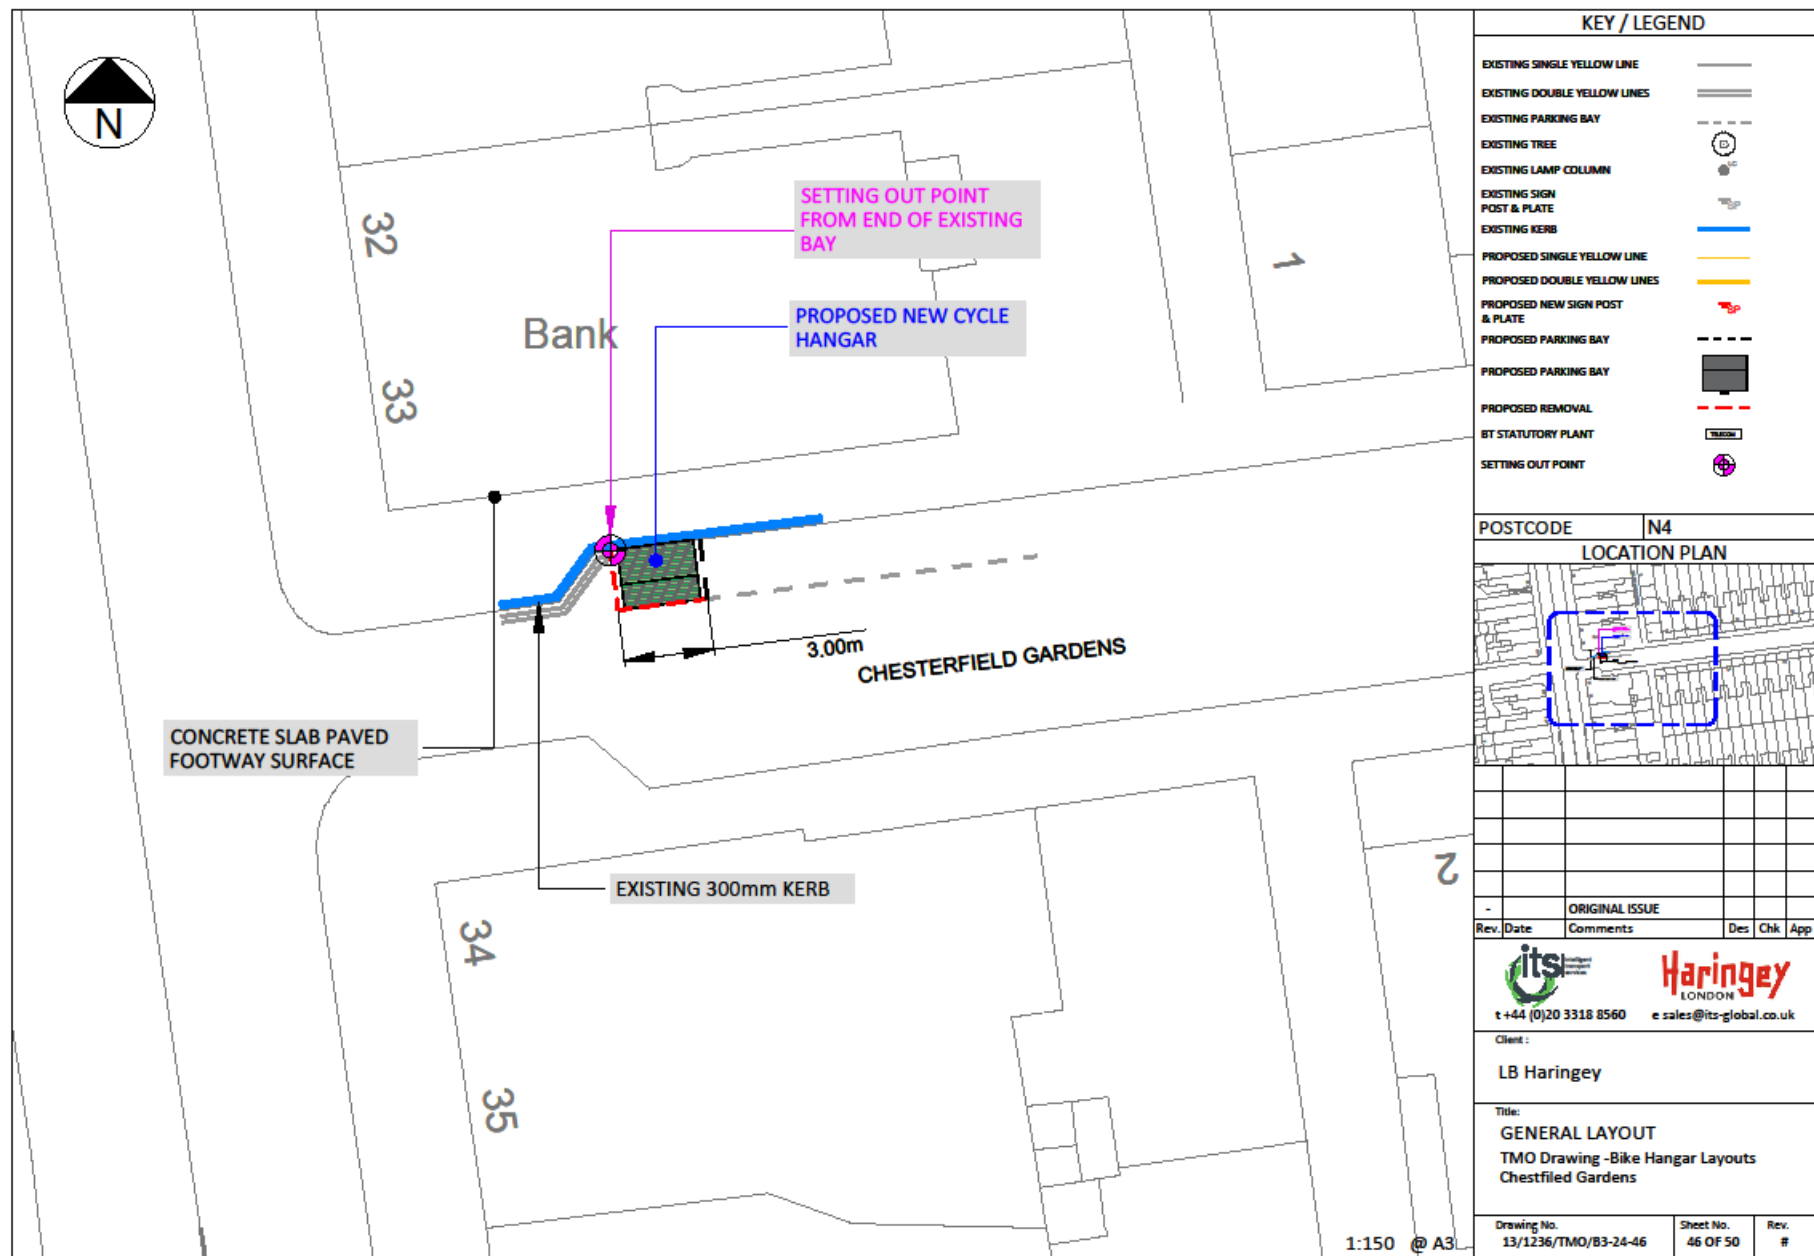 N
32
33
Bank
1
SETTING OUT POINT
FROM END OF EXISTING
BAY
PROPOSED NEW CYCLE
HANGAR
3.00m
CHESTERFIELD GARDENS
CONCRETE SLAB PAVED
FOOTWAY SURFACE
EXISTING 300mm KERB
34
35
2
1:150 @ A3
KEY / LEGEND
EXISTING SINGLE YELLOW LINE
EXISTING DOUBLE YELLOW LINES
EXISTING PARKING BAY
EXISTING TREE
EXISTING LAMP COLUMN
LC
EXISTING SIGN
POST & PLATE
SP
EXISTING KERB
PROPOSED SINGLE YELLOW LINE
PROPOSED DOUBLE YELLOW LINES
PROPOSED NEW SIGN POST
& PLATE
SP
PROPOSED PARKING BAY
PROPOSED PARKING BAY
PROPOSED REMOVAL
BT STATUTORY PLANT
TELECOM
SETTING OUT POINT
POSTCODE N4
LOCATION PLAN
- ORIGINAL ISSUE
Rev. Date Comments Des Chk App
its intelligent
transport
services
Haringey
LONDON
t +44 (0)20 3318 8560 e sales@its-global.co.uk
Client :
LB Haringey
Title:
GENERAL LAYOUT
TMO Drawing -Bike Hangar Layouts
Chestfiled Gardens
Drawing No. Sheet No. Rev.
13/1236/TMO/B3-24-46 46 OF 50 #